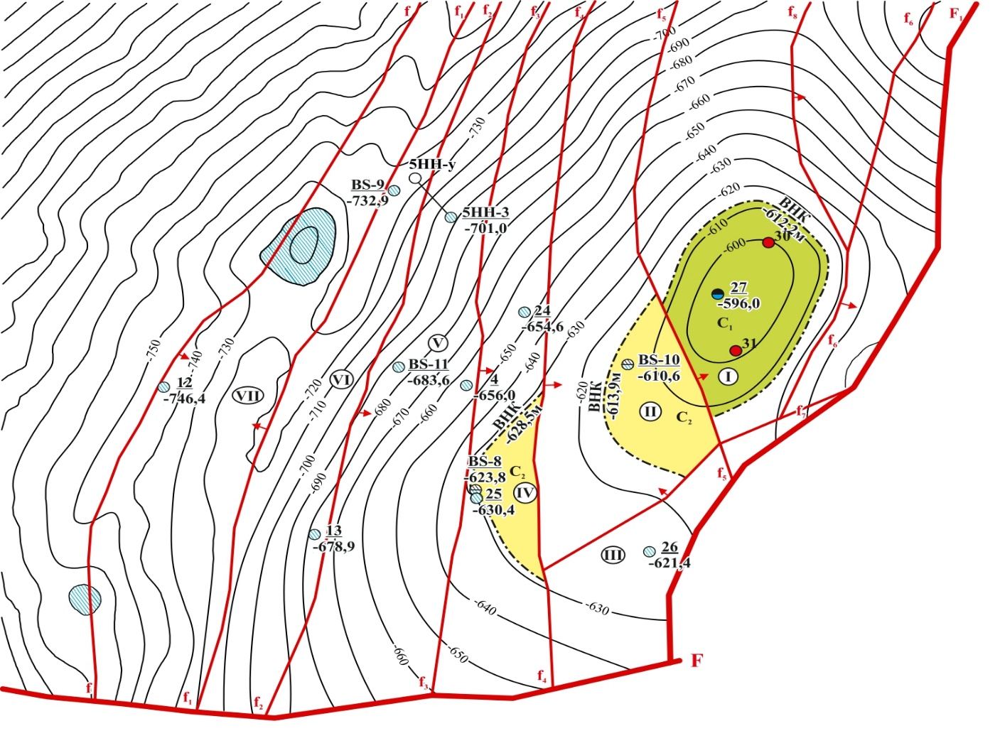 f
f₁
f₂
f₃
f₄
f₅
f₈
f₆
F₁
-700
-690
-680
-670
-660
-650
-640
-630
-620
-730
5НН-у
BS-9
-732,9
5НН-3
-701,0
ВНК
-612,2м
-610
-600
30
27
-596,0
C₁
31
I
24
-654,6
-630
-650
-640
V
BS-11
-683,6
4
-656,0
BS-10
-610,6
-620
ВНК
-613,9м
II
C₂
f₆
f₇
f₅
-750
-740
-730
12
-746,4
VII
VI
-720
-710
-700
-690
680
-670
-660
ВНК
-628,5м
BS-8
-623,8
C₂
IV
25
-630,4
13
-678,9
III
26
-621,4
-640
-630
-660
-650
F
f
f₁
f₂
f₃
f₄